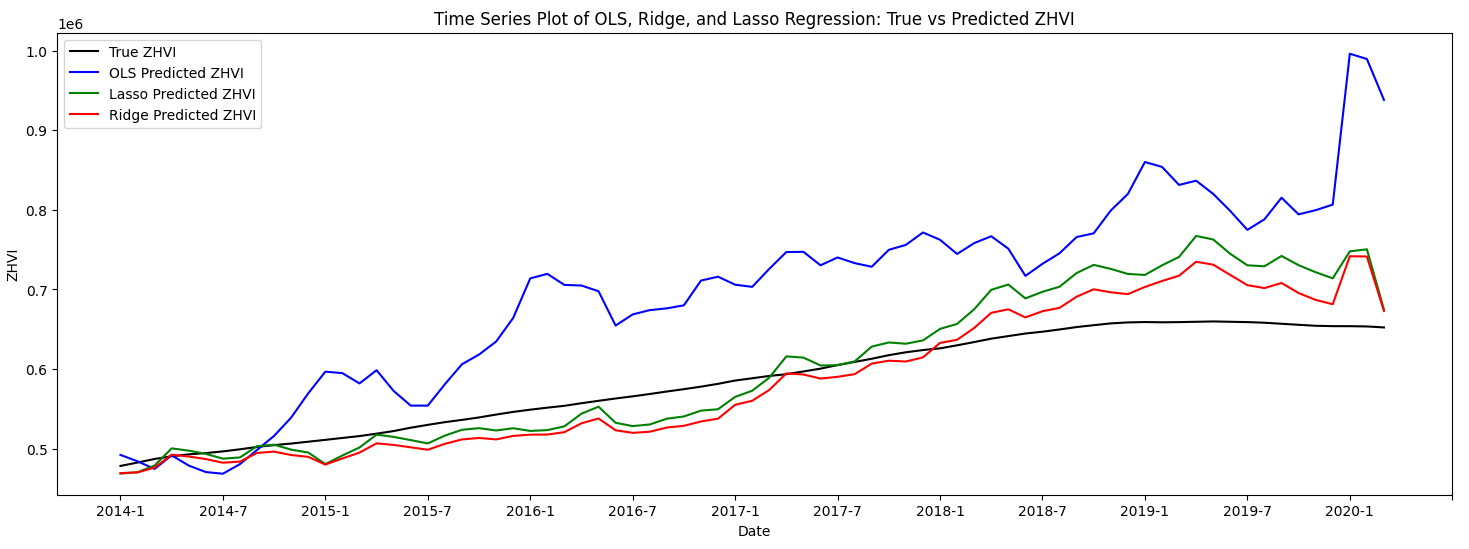 Time Series Plot of OLS, Ridge, and Lasso Regression: True vs Predicted ZHVI
1e6
True ZHVI
OLS Predicted ZHVI
Lasso Predicted ZHVI
Ridge Predicted ZHVI
1.0
0.9
0.8
0.7
0.6
0.5
ZHVI
2014-1 2014-7 2015-1 2015-7 2016-1 2016-7 2017-1 2017-7 2018-1 2018-7 2019-1 2019-7 2020-1
Date